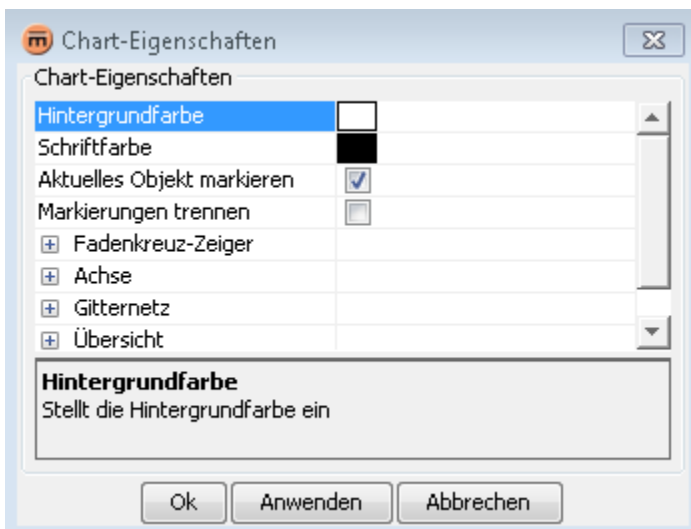 Chart-Eigenschaften
Chart-Eigenschaften
Hintergrundfarbe
Schriftfarbe
Aktuelles Objekt markieren
Markierungen trennen
Fadenkreuz-Zeiger
Achse
Gitternetz
Übersicht
Hintergrundfarbe
Stellt die Hintergrundfarbe ein
Ok Anwenden Abbrechen